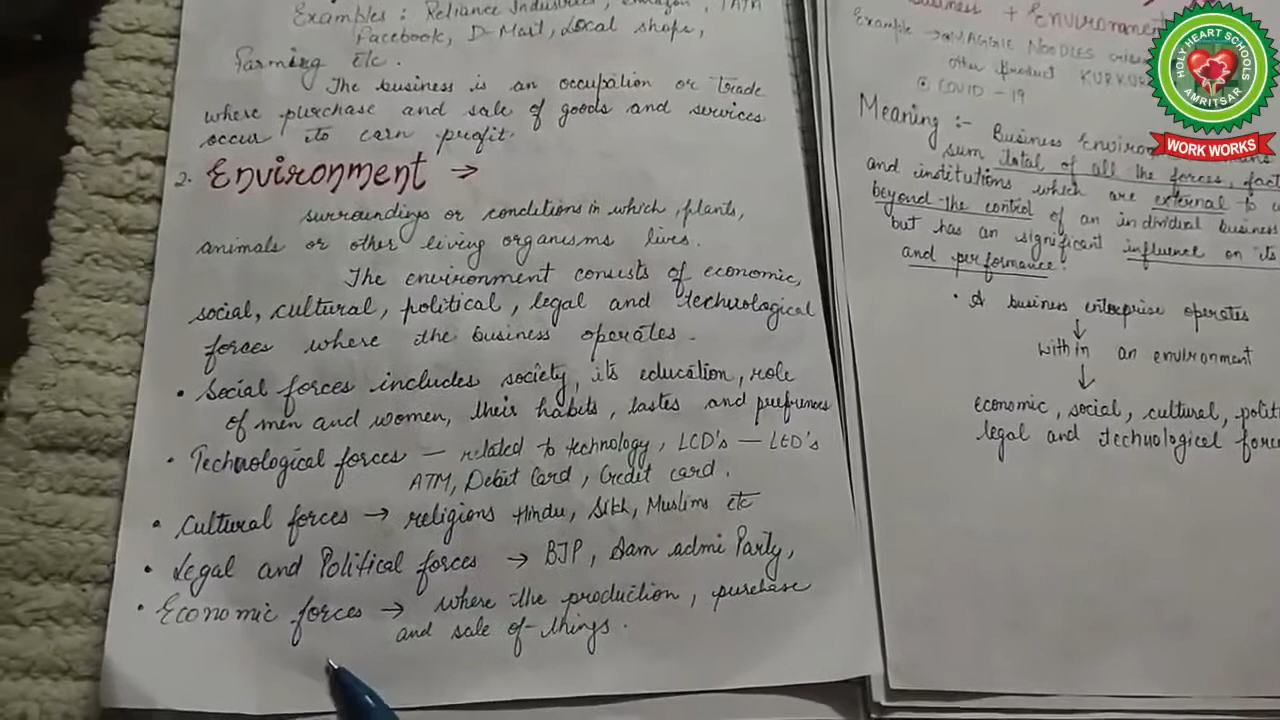 Examples : Reliance Industries, Amazon, TATA
Facebook, D-Mart, Local shops,
Farming etc.
The business is an occupation or trade
where purchase and sale of goods and services
occur to earn profit.
2. Environment →
surroundings or conditions in which plants,
animals or other living organisms lives.
The environment consists of economic,
social, cultural, political, legal and technological
forces where the business operates.
• Social forces includes society, its education, role
of men and women, their habits, tastes and prefrences
• Technological forces — related to technology, LCD's — LED's
ATM, Debit Card, Credit card.
• Cultural forces → religions Hindu, Sikh, Muslims etc
• Legal and Political forces → BJP, Aam admi Party,
• Economic forces → where the production, purchase
and sale of things.
Business + Environment
Example → MAGGIE NOODLES
other product
COVID-19
Meaning :- Business
sum total of all the forces,
and institutions which are external to
beyond the control of an individial business
but has an significant influence on its
and performance.
• A business enterprise operates
↓
within an environment
↓
economic, social, cultural,
legal and technological
HOLY HEART SCHOOLS
AMRITSAR
WORK WORKS